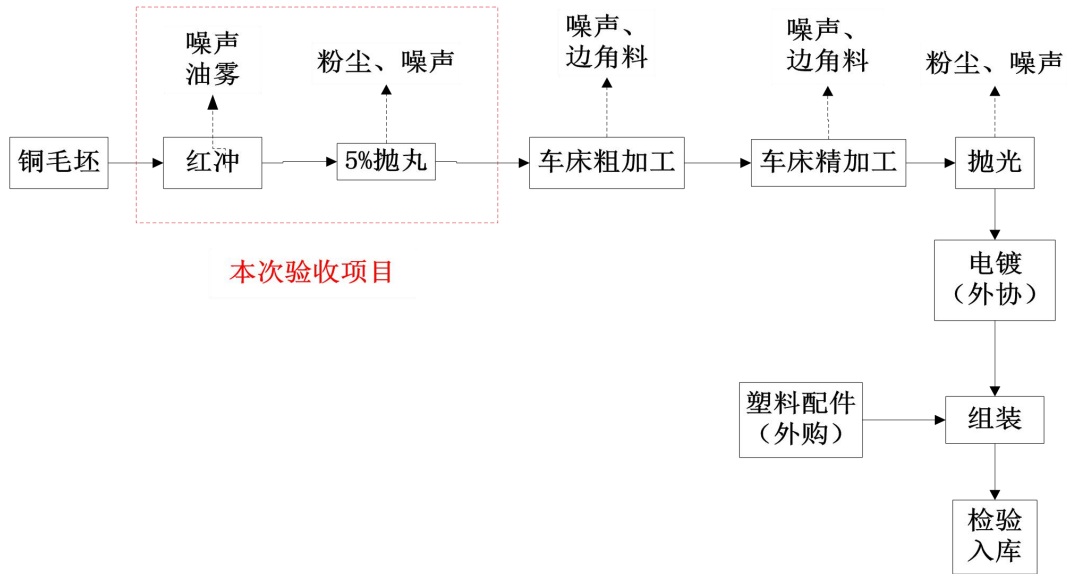 噪声
油雾
粉尘、噪声
噪声、
边角料
噪声、
边角料
粉尘、噪声
铜毛坯
红冲
5%抛丸
车床粗加工
车床精加工
抛光
本次验收项目
电镀
（外协）
塑料配件
（外购）
组装
检验
入库